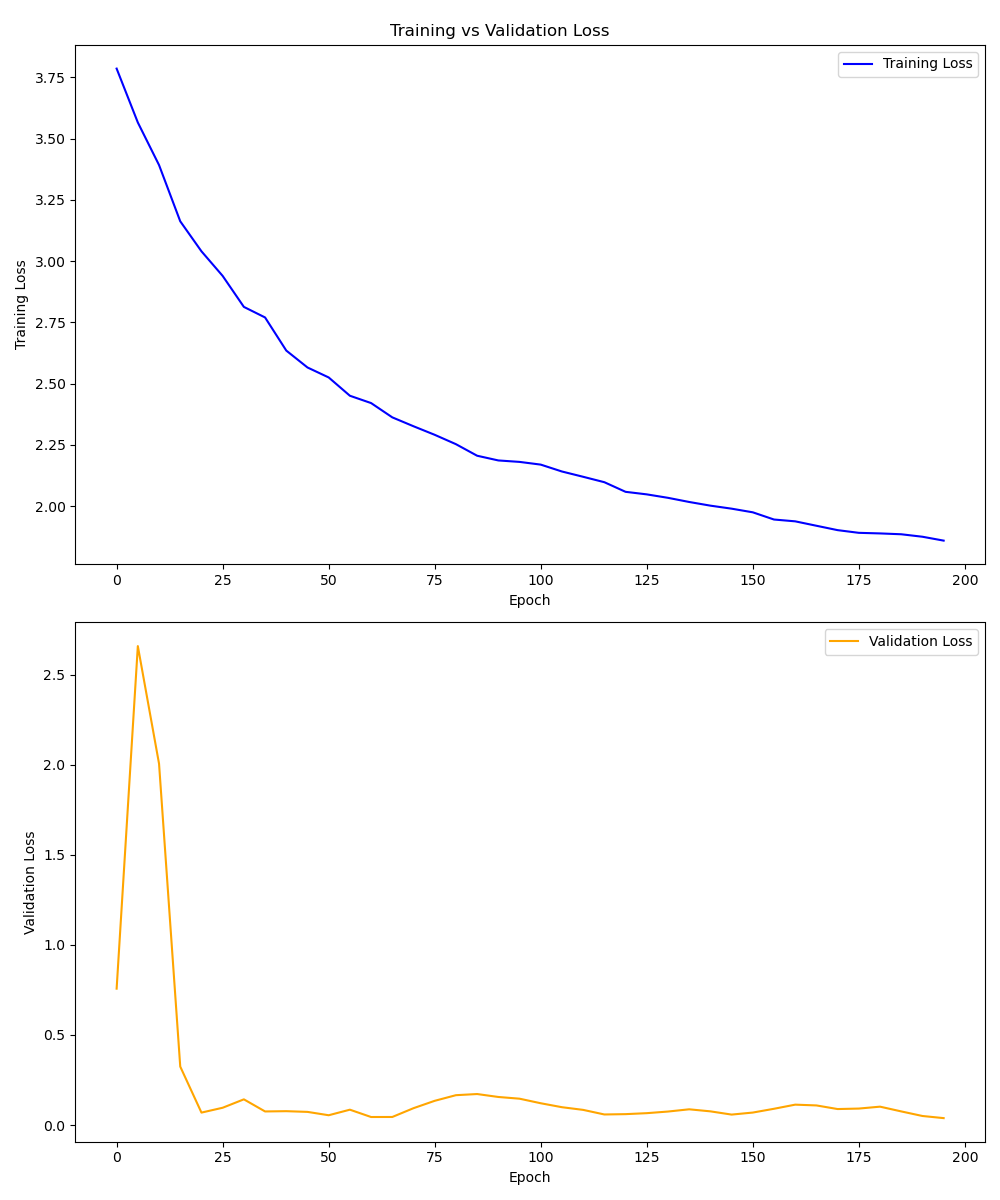 Training vs Validation Loss
Training Loss
3.75
3.50
3.25
3.00
2.75
2.50
2.25
2.00
Training Loss
0 25 50 75 100 125 150 175 200
Epoch
Validation Loss
2.5
2.0
1.5
1.0
0.5
0.0
Validation Loss
0 25 50 75 100 125 150 175 200
Epoch